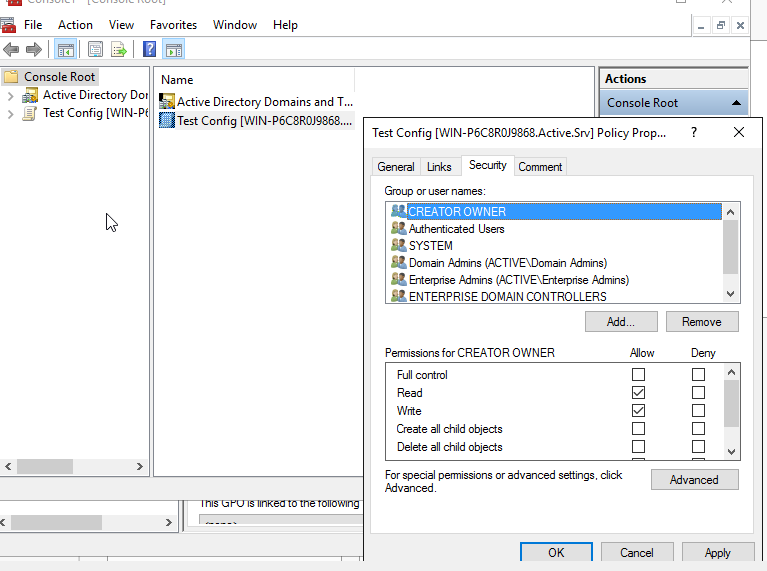 File Action View Favorites Window Help
Console Root
Active Directory Dor
Test Config [WIN-P6
Name
Active Directory Domains and T...
Test Config [WIN-P6C8R0J9868....
Actions
Console Root
Test Config [WIN-P6C8R0J9868.Active.Srv] Policy Prop... ?
General Links Security Comment
Group or user names:
CREATOR OWNER
Authenticated Users
SYSTEM
Domain Admins (ACTIVE\Domain Admins)
Enterprise Admins (ACTIVE\Enterprise Admins)
ENTERPRISE DOMAIN CONTROLLERS
Add... Remove
Permissions for CREATOR OWNER Allow Deny
Full control
Read
Write
Create all child objects
Delete all child objects
For special permissions or advanced settings, click
Advanced.
Advanced
This GPO is linked to the following
OK Cancel Apply